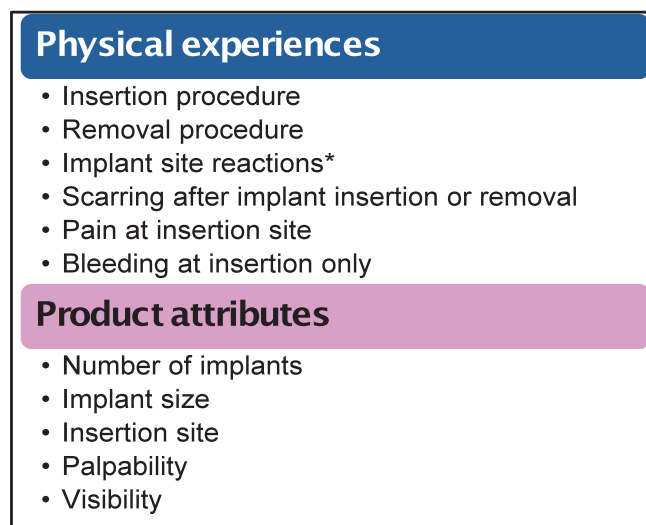 Physical experiences
• Insertion procedure
• Removal procedure
• Implant site reactions*
• Scarring after implant insertion or removal
• Pain at insertion site
• Bleeding at insertion only
Product attributes
• Number of implants
• Implant size
• Insertion site
• Palpability
• Visibility